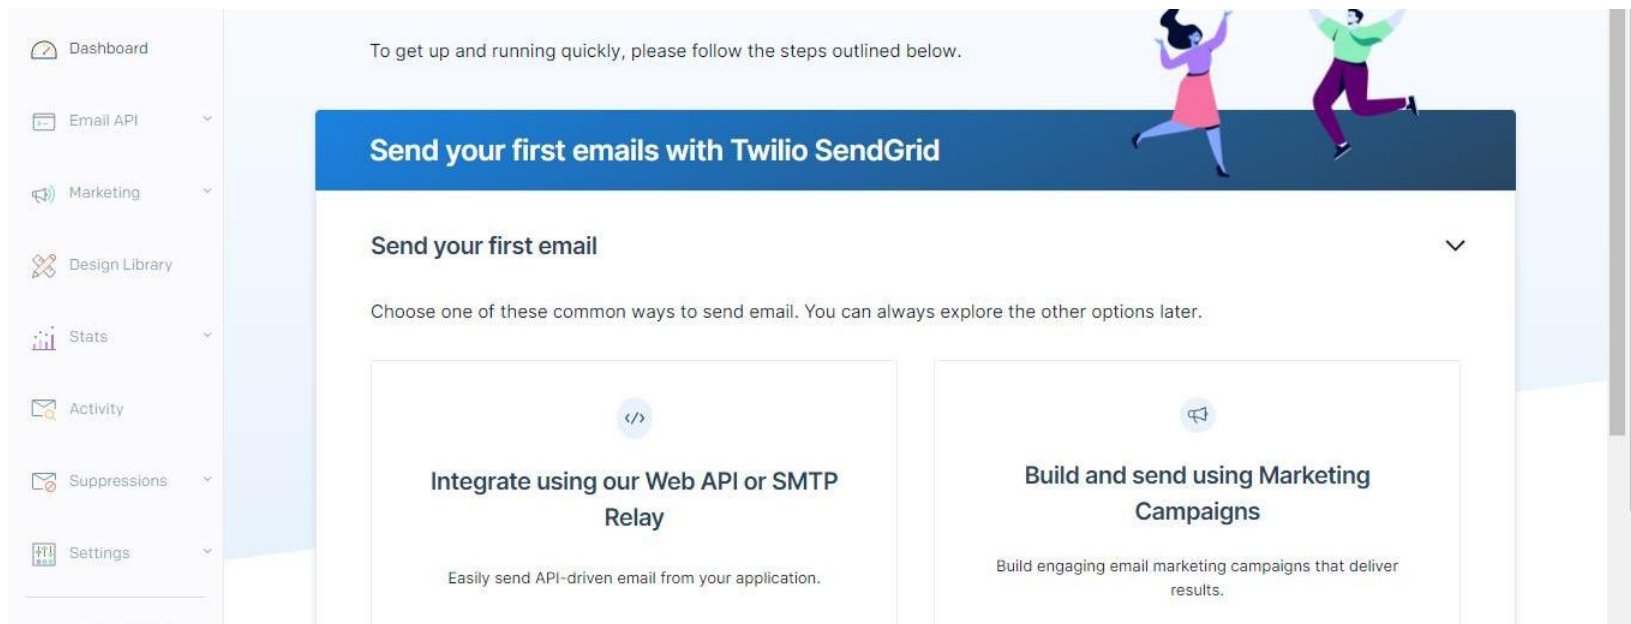 Dashboard
Email API
Marketing
Design Library
Stats
Activity
Suppressions
Settings
To get up and running quickly, please follow the steps outlined below.
Send your first emails with Twilio SendGrid
Send your first email
Choose one of these common ways to send email. You can always explore the other options later.
Integrate using our Web API or SMTP
Relay
Easily send API-driven email from your application.
Build and send using Marketing
Campaigns
Build engaging email marketing campaigns that deliver
results.